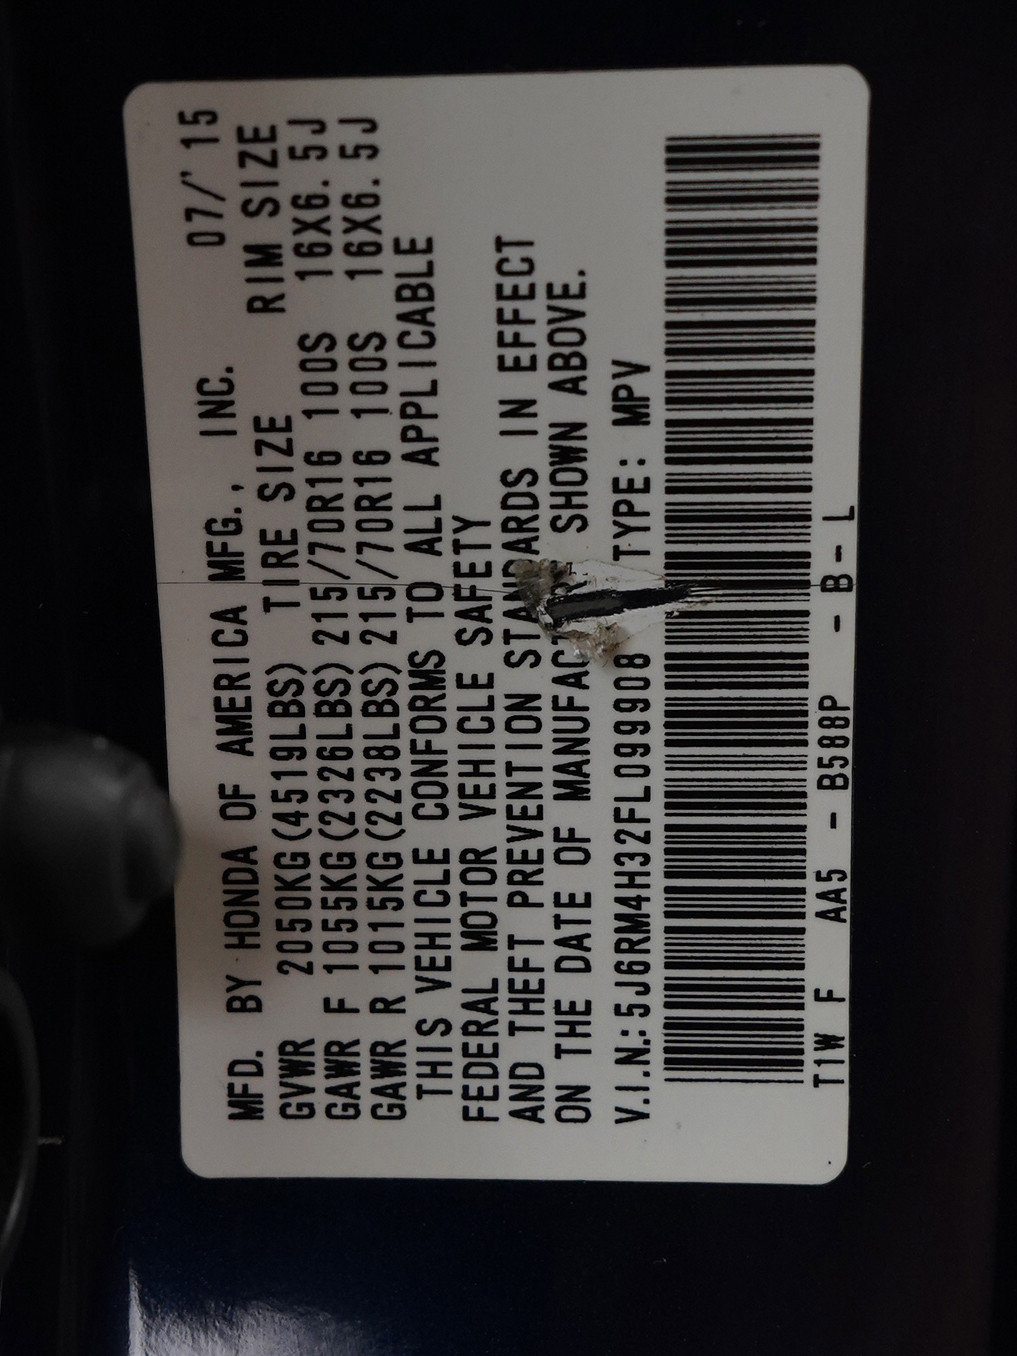 MFD. BY HONDA OF AMERICA MFG., INC. 07/'15
TIRE SIZE RIM SIZE
GVWR 2050KG(4519LBS)
GAWR F 1055KG(2326LBS) 215/70R16 100S 16X6.5J
GAWR R 1015KG(2238LBS) 215/70R16 100S 16X6.5J
THIS VEHICLE CONFORMS TO ALL APPLICABLE
FEDERAL MOTOR VEHICLE SAFETY
AND THEFT PREVENTION STANDARDS IN EFFECT
ON THE DATE OF SHOWN ABOVE.
V.I.N.:5J6RM4H32FL099908 TYPE: MPV
T1W F AA5 - B588P - B - L